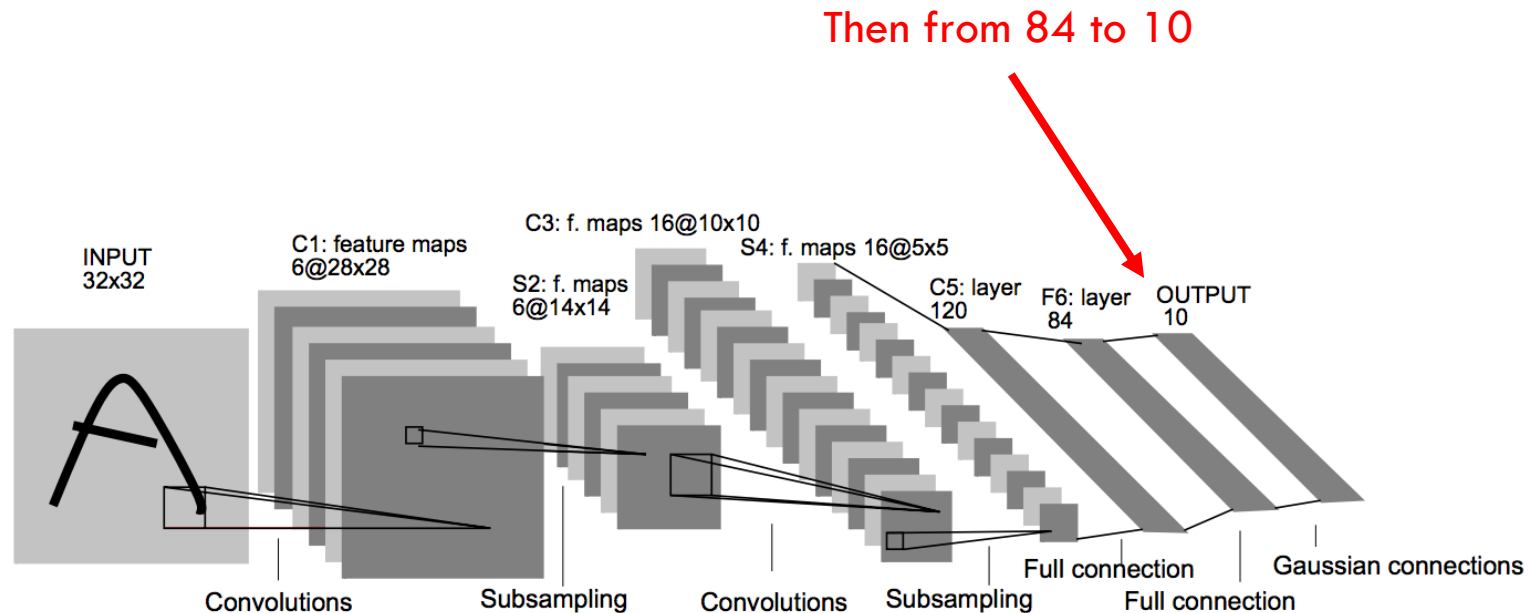 Then from 84 to 10
INPUT
32x32
C1: feature maps
6@28x28
S2: f. maps
6@14x14
C3: f. maps 16@10x10
S4: f. maps 16@5x5
C5: layer
120
F6: layer
84
OUTPUT
10
Convolutions
Subsampling
Convolutions
Subsampling
Full connection
Full connection
Gaussian connections